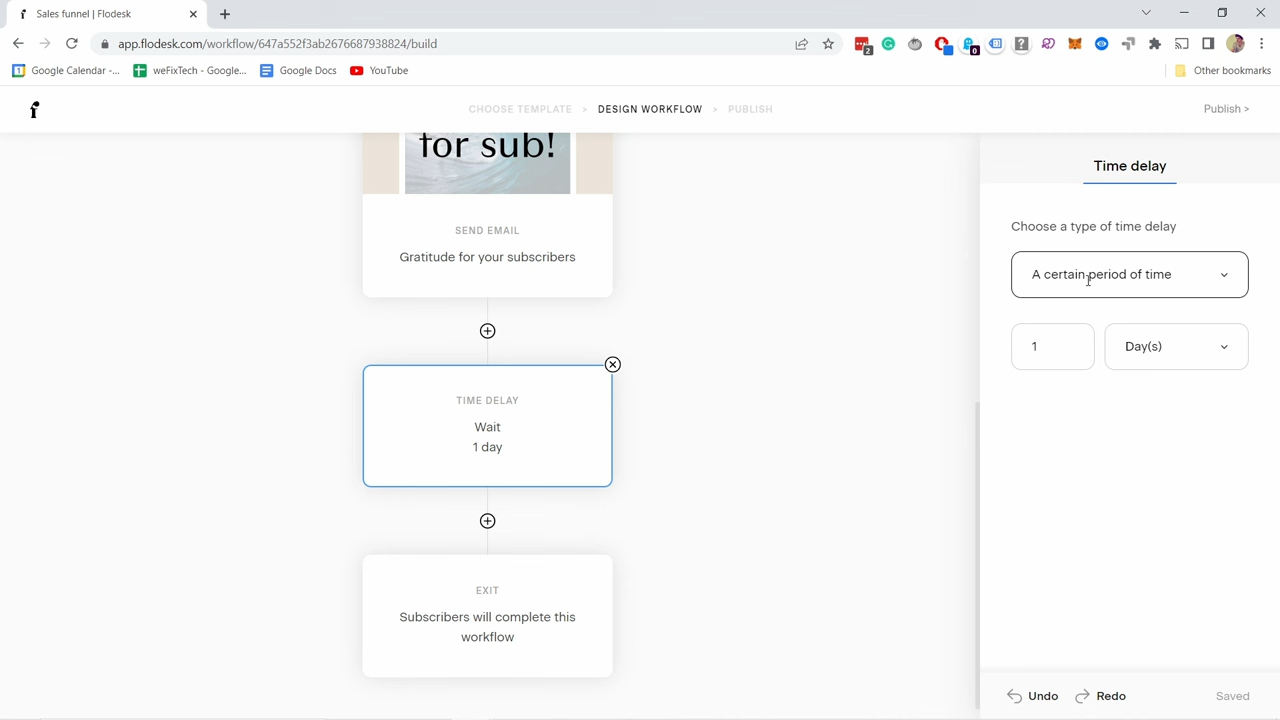 Sales funnel | Flodesk
app.flodesk.com/workflow/647a552f3ab2676687938824/build
2
0
Google Calendar -...
weFixTech - Google...
Google Docs
YouTube
Other bookmarks
CHOOSE TEMPLATE > DESIGN WORKFLOW > PUBLISH
Publish >
for sub!
SEND EMAIL
Gratitude for your subscribers
TIME DELAY
Wait
1 day
EXIT
Subscribers will complete this
workflow
Time delay
Choose a type of time delay
A certain period of time
1
Day(s)
Undo
Redo
Saved